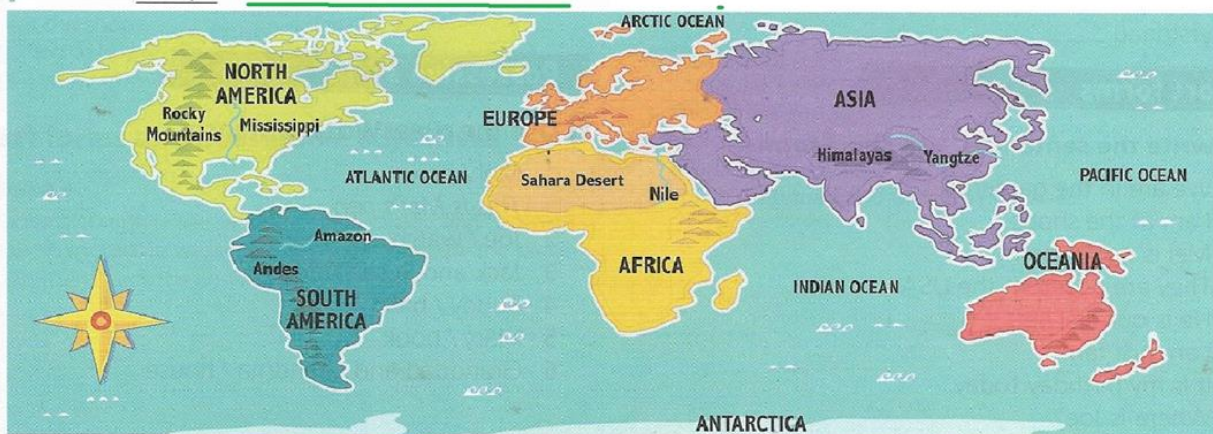 ARCTIC OCEAN
NORTH
AMERICA
Rocky
Mountains
Mississippi
EUROPE
ASIA
Himalayas
Yangtze
ATLANTIC OCEAN
Sahara Desert
Nile
PACIFIC OCEAN
Amazon
Andes
AFRICA
OCEANIA
SOUTH
AMERICA
INDIAN OCEAN
ANTARCTICA